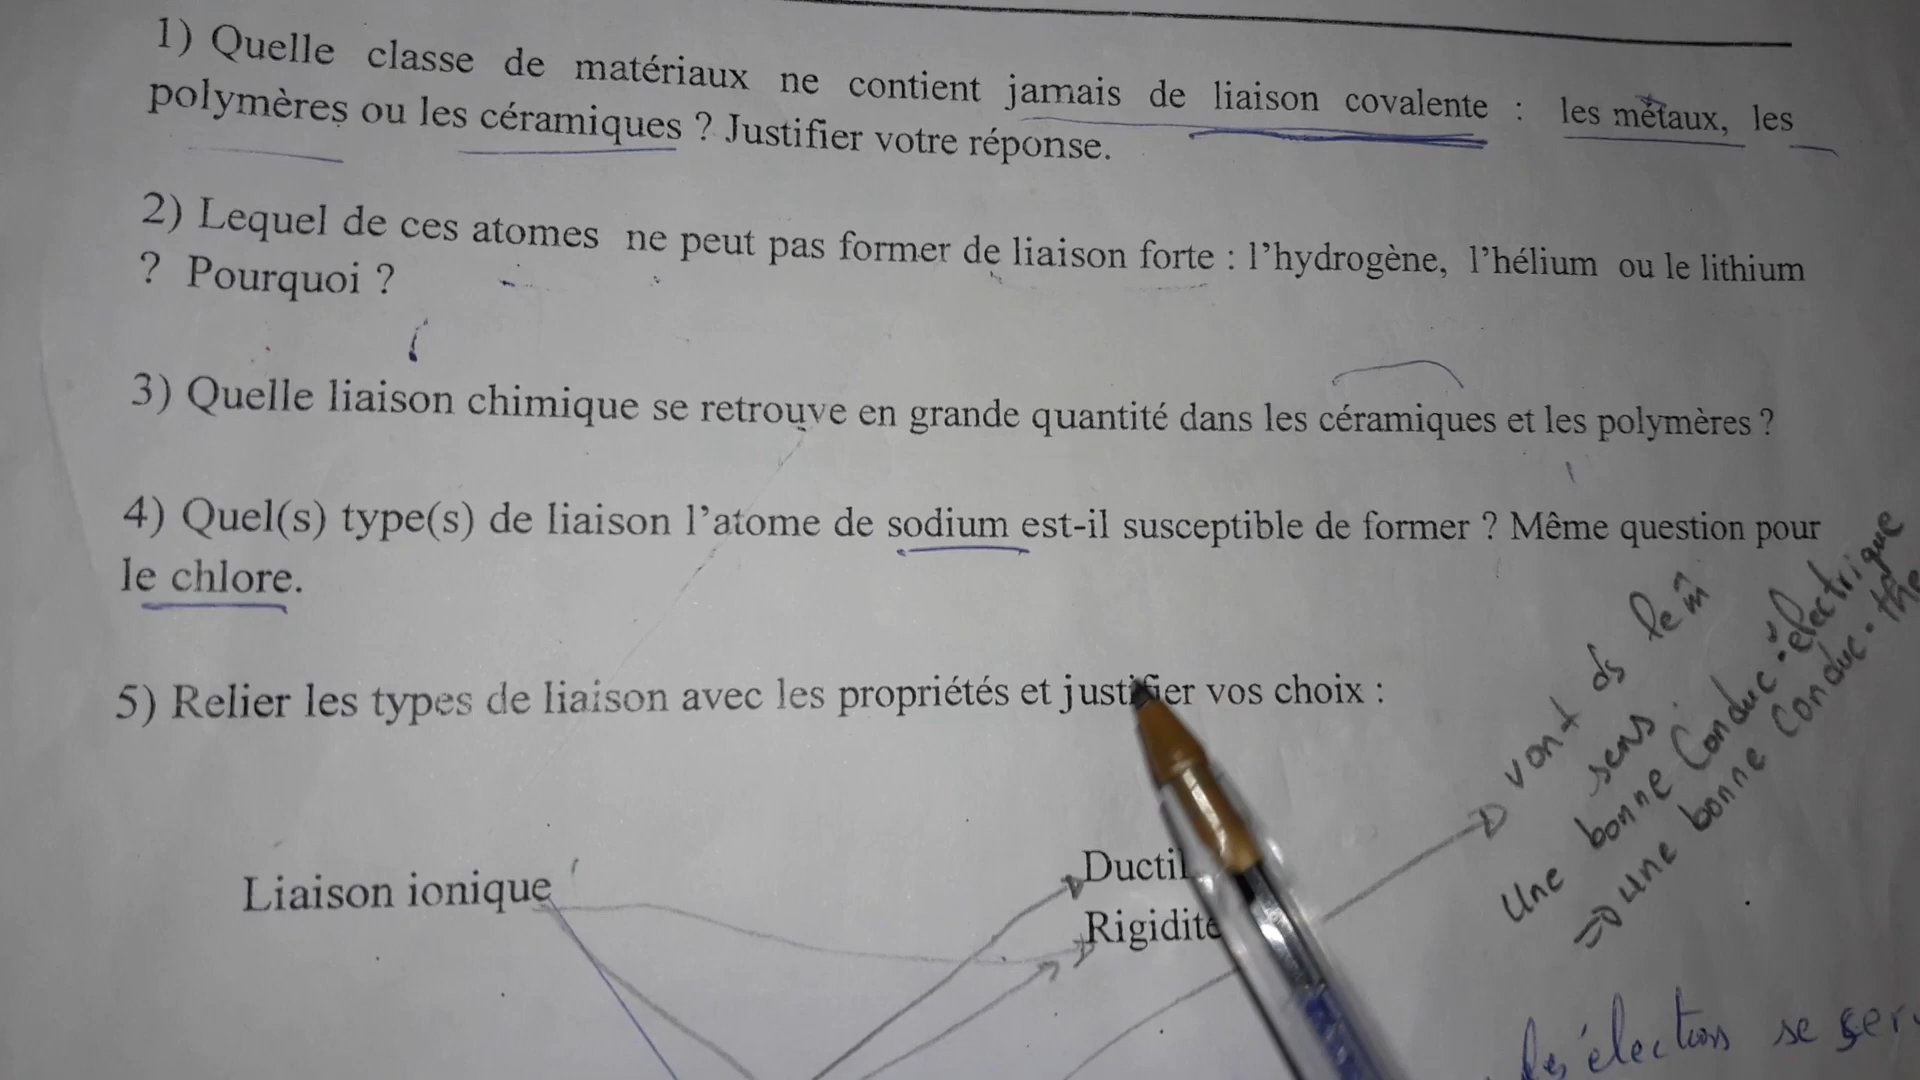 1) Quelle classe de matériaux ne contient jamais de liaison covalente : les métaux, les
polymères ou les céramiques ? Justifier votre réponse.
2) Lequel de ces atomes ne peut pas former de liaison forte : l'hydrogène, l'hélium ou le lithium
? Pourquoi ?
3) Quelle liaison chimique se retrouve en grande quantité dans les céramiques et les polymères ?
4) Quel(s) type(s) de liaison l'atome de sodium est-il susceptible de former ? Même question pour
le chlore.
5) Relier les types de liaison avec les propriétés et justifier vos choix :
vont ds le m̂
sens.
Une bonne Conduc. électrique
=> une bonne Conduc. the
Liaison ionique
Ductil
Rigidité
les électrons se